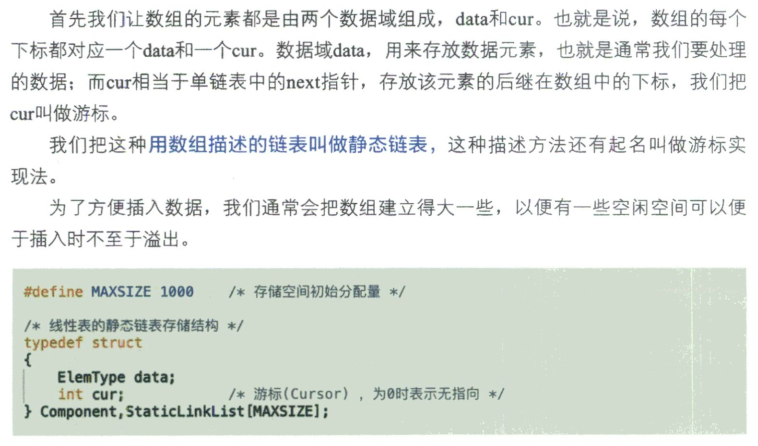 首先我们让数组的元素都是由两个数据域组成，data和cur。也就是说，数组的每个
下标都对应一个data和一个cur。数据域data，用来存放数据元素，也就是通常我们要处理
的数据；而cur相当于单链表中的next指针，存放该元素的后继在数组中的下标，我们把
cur叫做游标。
我们把这种用数组描述的链表叫做静态链表，这种描述方法还有起名叫做游标实
现法。
为了方便插入数据，我们通常会把数组建立得大一些，以便有一些空闲空间可以便
于插入时不至于溢出。
#define MAXSIZE 1000    /* 存储空间初始分配量 */
/* 线性表的静态链表存储结构 */
typedef struct
{
    ElemType data;
    int cur;            /* 游标(Cursor) ，为0时表示无指向 */
} Component,StaticLinkList[MAXSIZE];